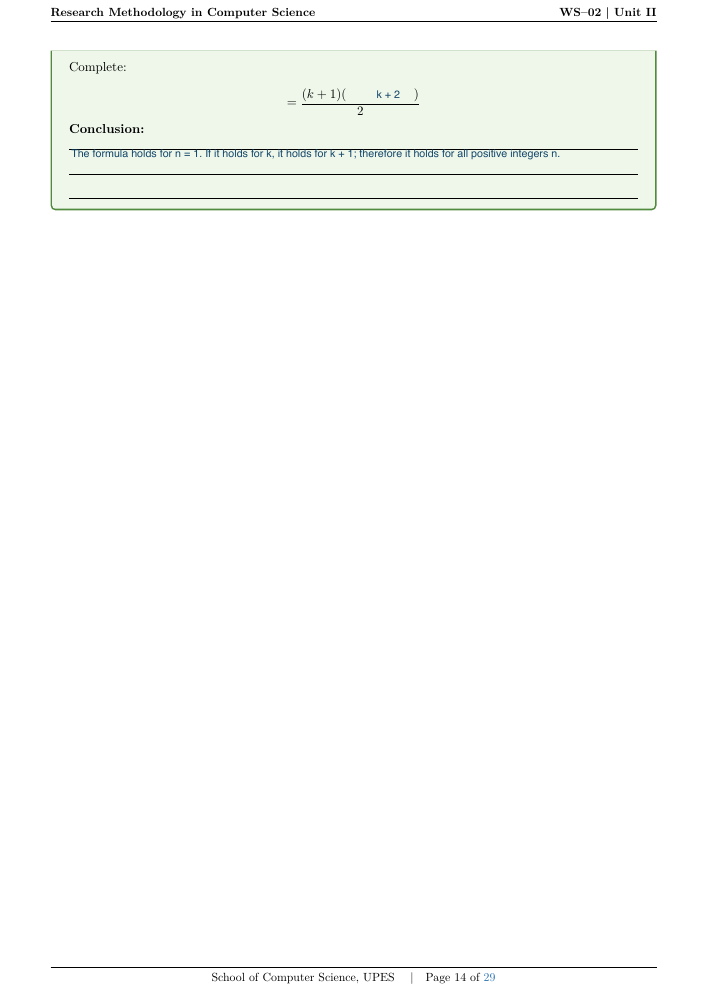 Research Methodology in Computer Science WS–02 | Unit II
Complete:
= (k + 1)( k + 2 )
2
Conclusion:
The formula holds for n = 1. If it holds for k, it holds for k + 1; therefore it holds for all positive integers n.
School of Computer Science, UPES | Page 14 of 29